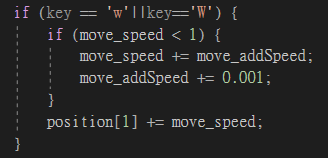 if (key == 'w'||key=='W') {
if (move_speed < 1) {
move_speed += move_addSpeed;
move_addSpeed += 0.001;
}
position[1] += move_speed;
}